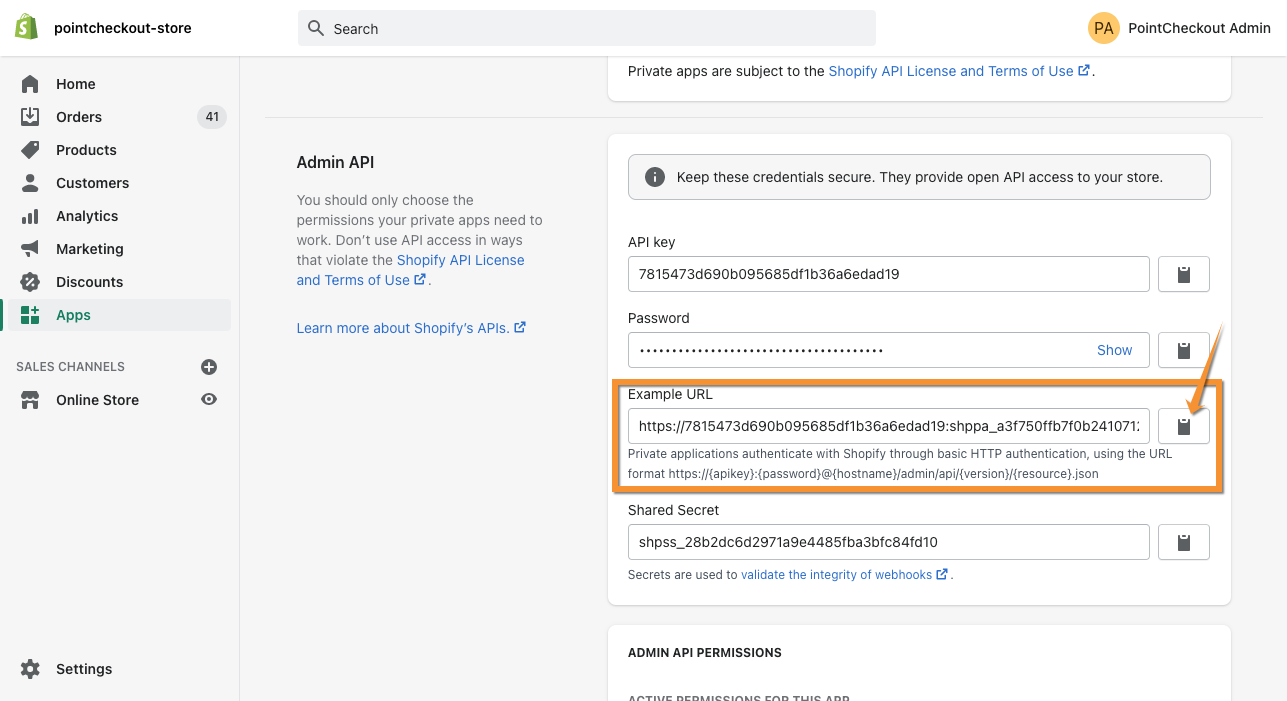 pointcheckout-store
Search
PA
PointCheckout Admin
Home
Orders
41
Products
Customers
Analytics
Marketing
Discounts
Apps
SALES CHANNELS
Online Store
Settings
Private apps are subject to the Shopify API License and Terms of Use.
Admin API
You should only choose the
permissions your private apps need to
work. Don’t use API access in ways
that violate the Shopify API License
and Terms of Use.
Learn more about Shopify’s APIs.
Keep these credentials secure. They provide open API access to your store.
API key
7815473d690b095685df1b36a6edad19
Password
Show
Example URL
https://7815473d690b095685df1b36a6edad19:shppa_a3f750ffb7f0b2410712
Private applications authenticate with Shopify through basic HTTP authentication, using the URL
format https://{apikey}:{password}@{hostname}/admin/api/{version}/{resource}.json
Shared Secret
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
Secrets are used to validate the integrity of webhooks.
ADMIN API PERMISSIONS
ACTIVE PERMISSIONS FOR THIS APP